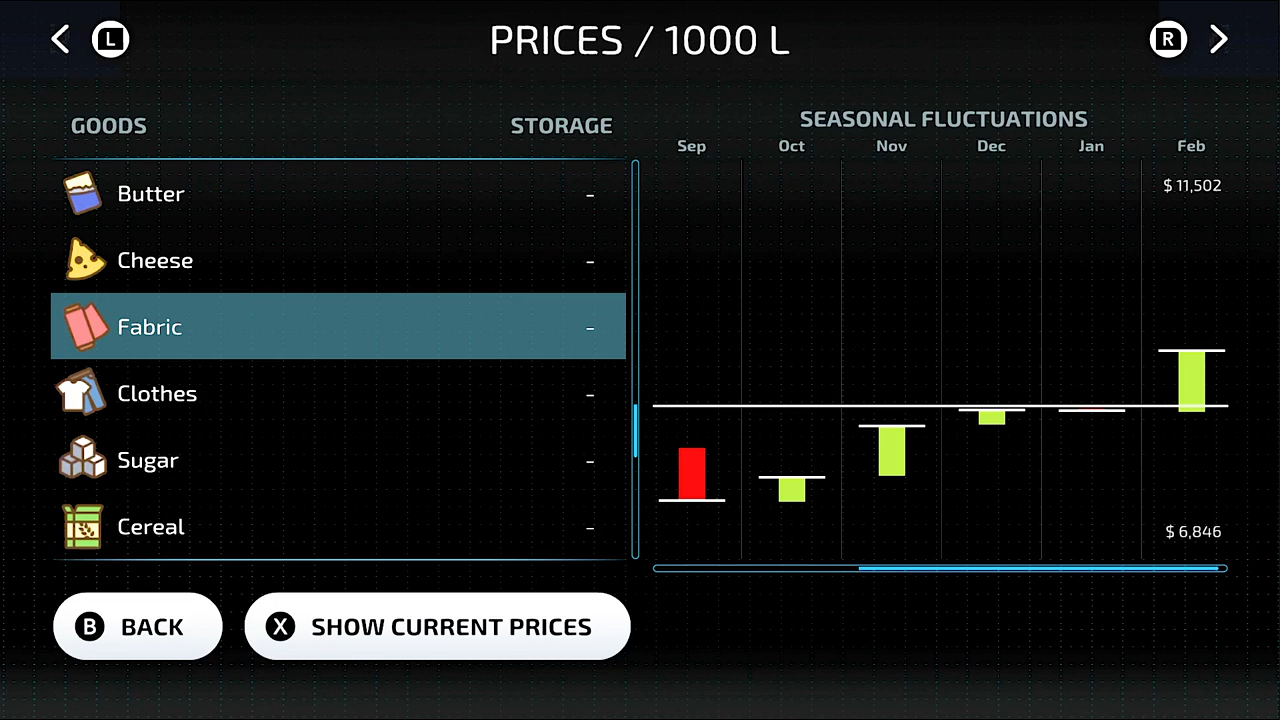 L
PRICES / 1000 L
R
GOODS
STORAGE
Butter -
Cheese -
Fabric -
Clothes -
Sugar -
Cereal -
SEASONAL FLUCTUATIONS
Sep Oct Nov Dec Jan Feb
$ 11,502
$ 6,846
B BACK
X SHOW CURRENT PRICES